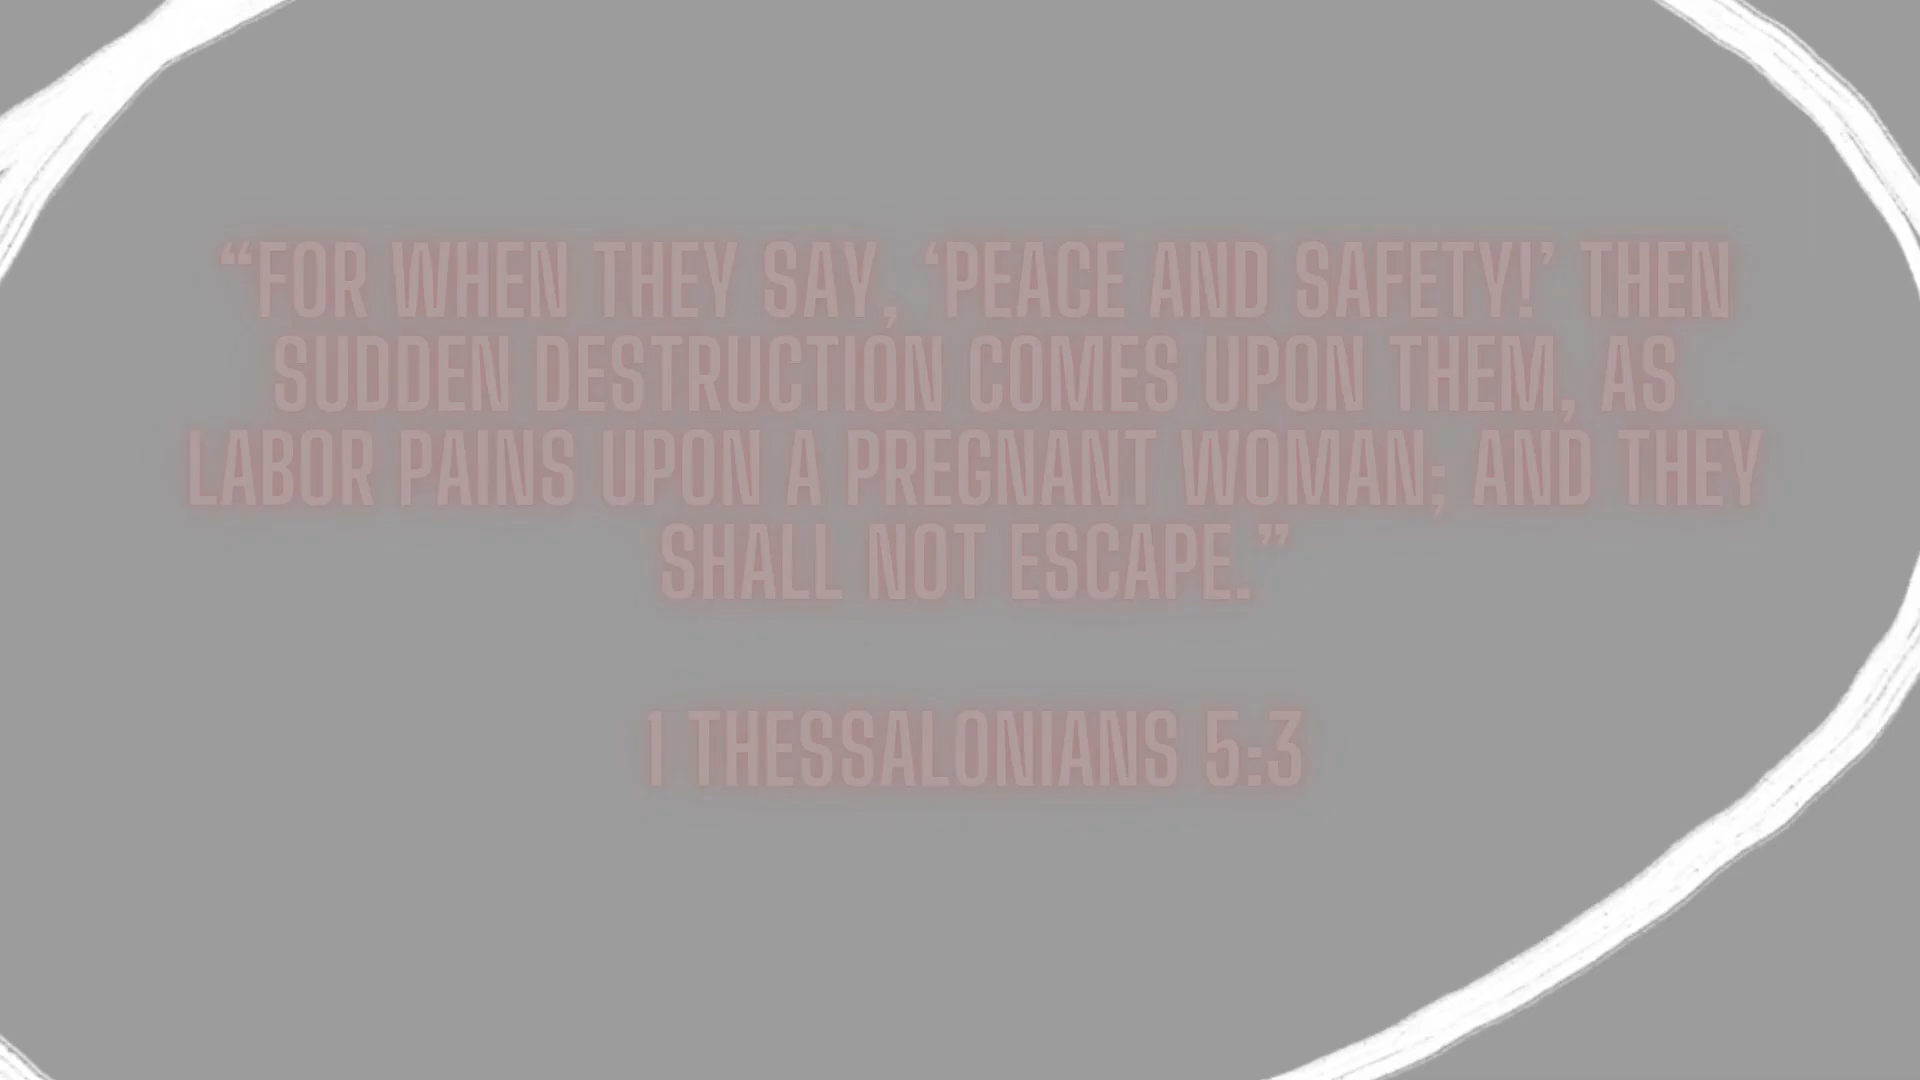 “FOR WHEN THEY SAY, ‘PEACE AND SAFETY!’ THEN
SUDDEN DESTRUCTION COMES UPON THEM, AS
LABOR PAINS UPON A PREGNANT WOMAN; AND THEY
SHALL NOT ESCAPE.”
1 THESSALONIANS 5:3